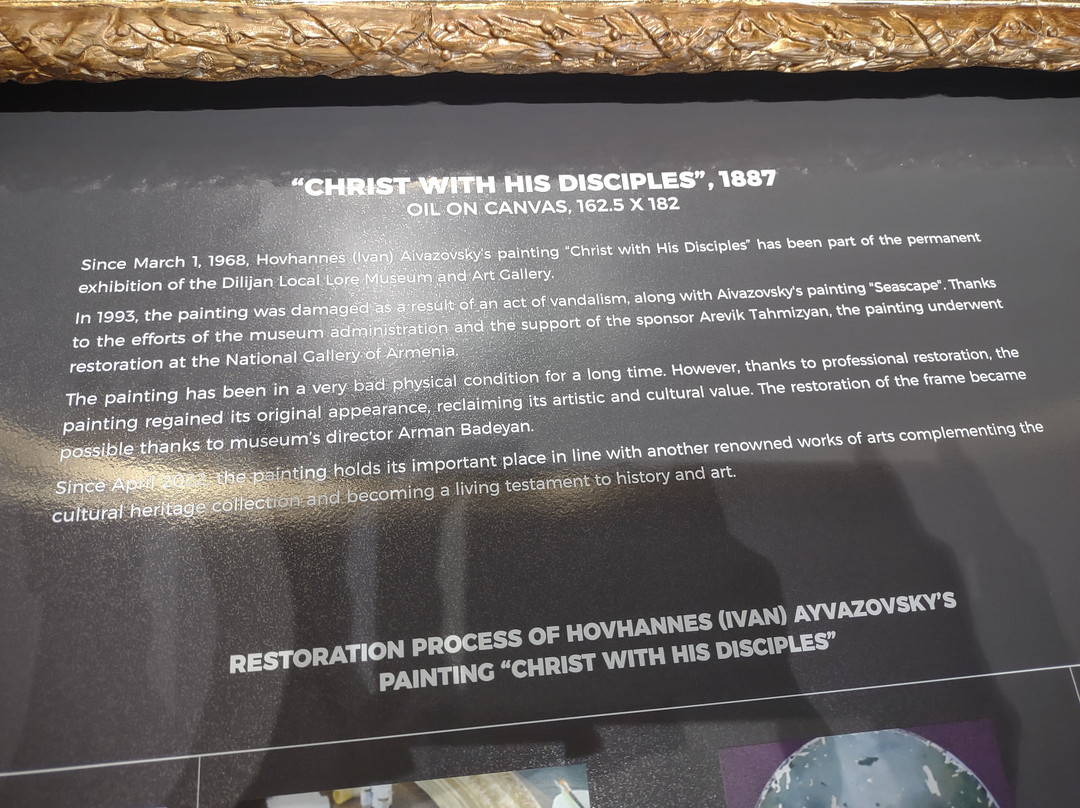 “CHRIST WITH HIS DISCIPLES”, 1887
OIL ON CANVAS, 162.5 X 182
Since March 1, 1968, Hovhannes (Ivan) Aivazovsky's painting “Christ with His Disciples” has been part of the permanent
exhibition of the Dilijan Local Lore Museum and Art Gallery.
In 1993, the painting was damaged as a result of an act of vandalism, along with Aivazovsky's painting "Seascape". Thanks
to the efforts of the museum administration and the support of the sponsor Arevik Tahmizyan, the painting underwent
restoration at the National Gallery of Armenia.
The painting has been in a very bad physical condition for a long time. However, thanks to professional restoration, the
painting regained its original appearance, reclaiming its artistic and cultural value. The restoration of the frame became
possible thanks to museum's director Arman Badeyan.
Since April the painting holds its important place in line with another renowned works of arts complementing the
cultural heritage collection and becoming a living testament to history and art.
RESTORATION PROCESS OF HOVHANNES (IVAN) AYVAZOVSKY'S
PAINTING “CHRIST WITH HIS DISCIPLES”